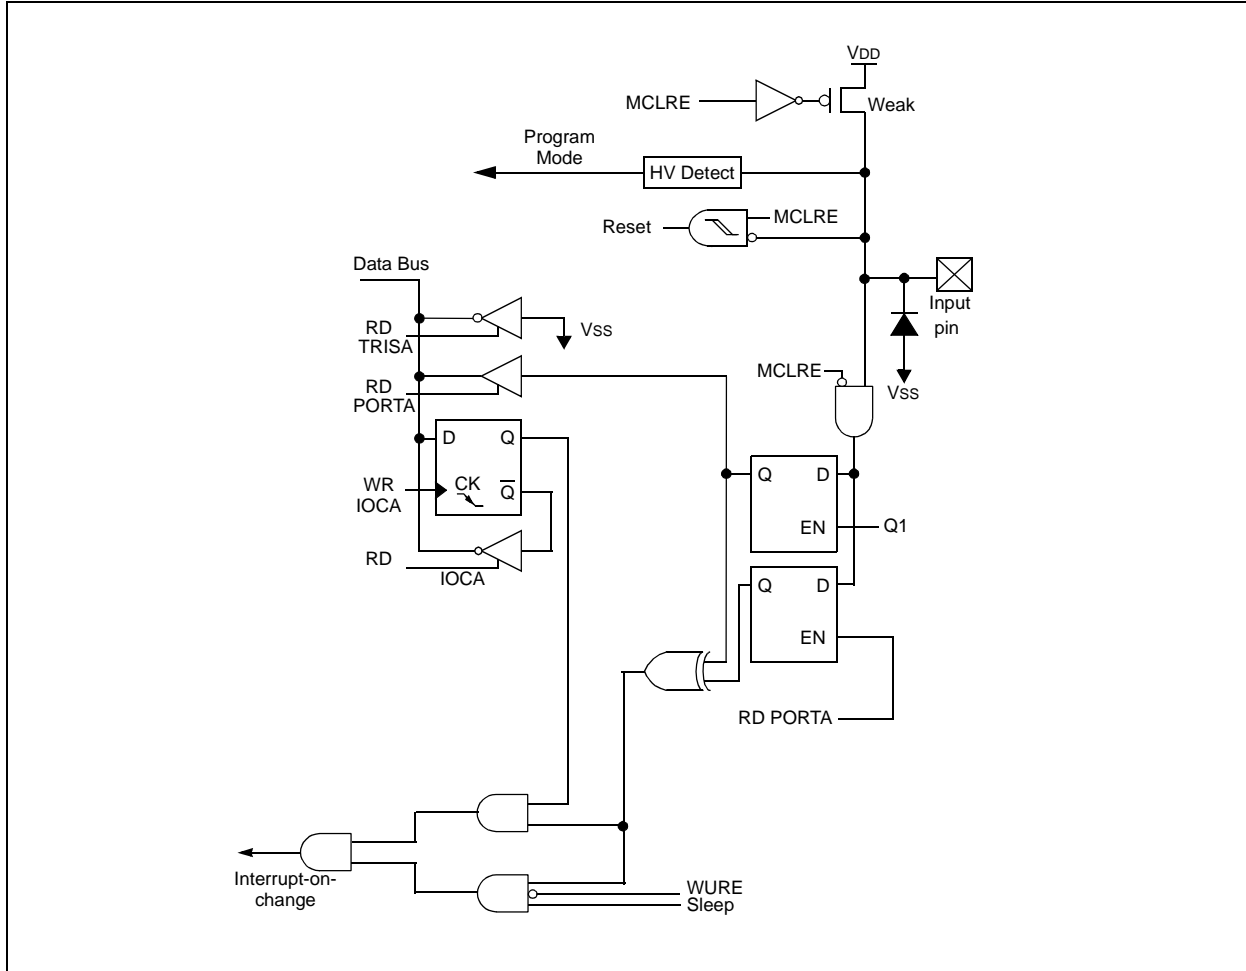 VDD
MCLRE
Weak
Program
Mode
HV Detect
Reset
MCLRE
Data Bus
Input
pin
RD
TRISA
VSS
RD
PORTA
MCLRE
VSS
D Q
WR
IOCA
CK
Q
Q D
EN
Q1
RD
IOCA
Q D
EN
RD PORTA
Interrupt-on-
change
WURE
Sleep